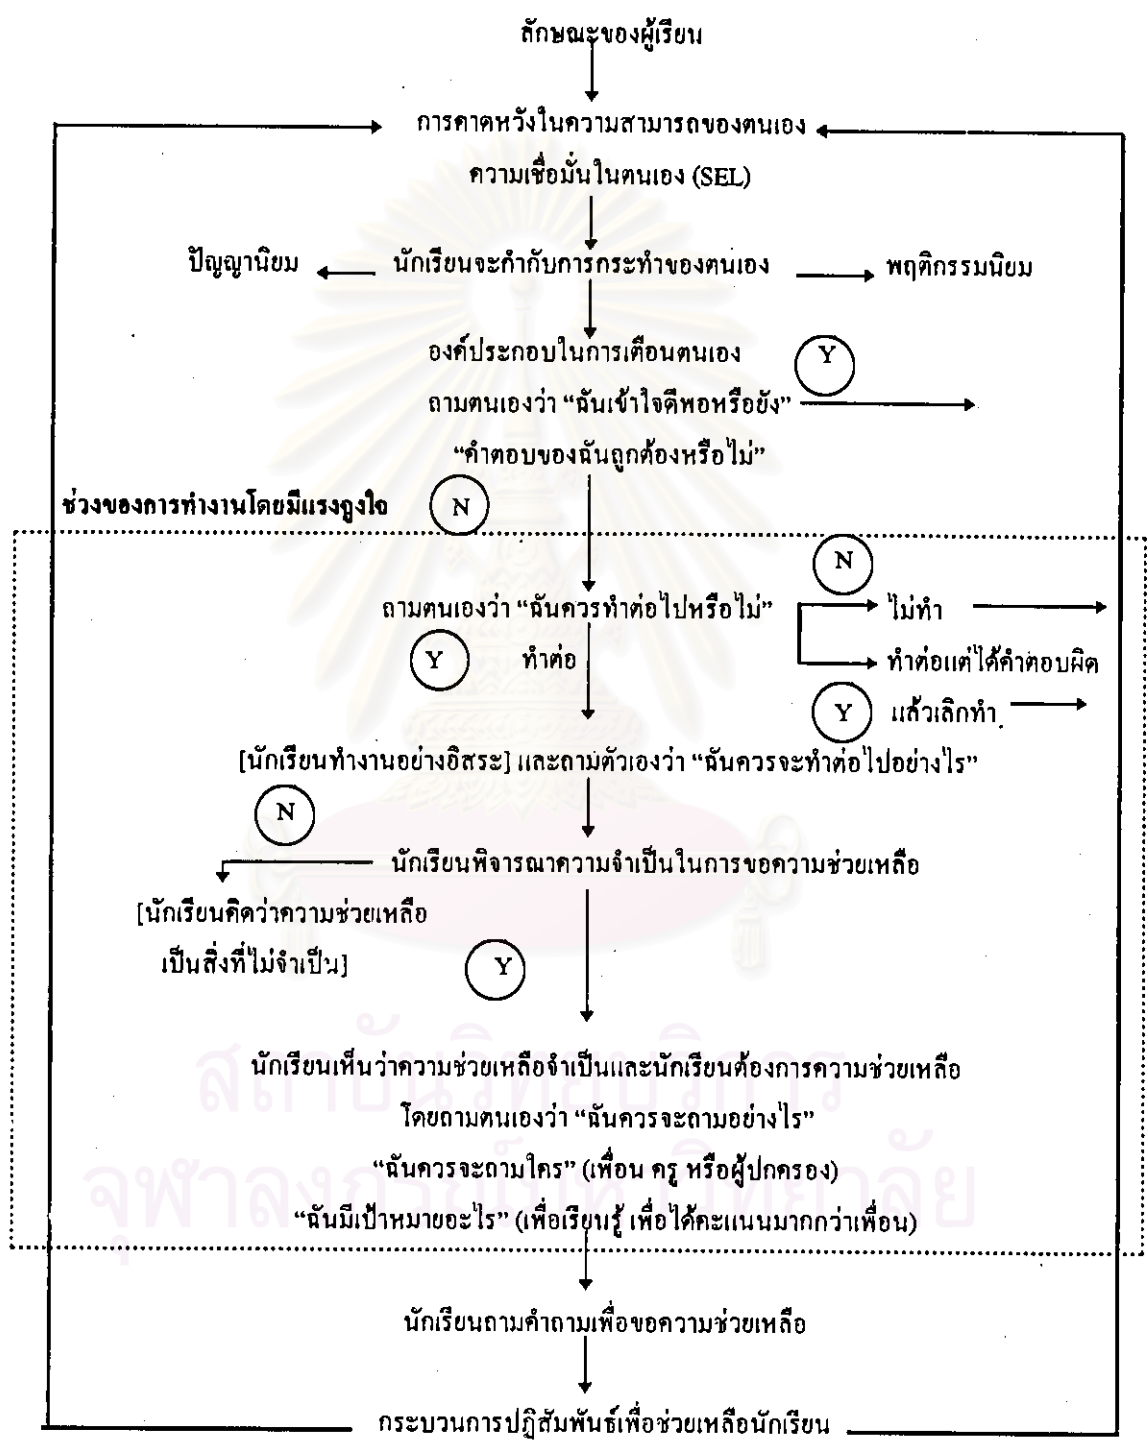 ลักษณะของผู้เรียน
การคาดหวังในความสามารถของตนเอง
ความเชื่อมั่นในตนเอง (SEL)
ปัญญานิยม นักเรียนจะกำกับการกระทำของตนเอง พฤติกรรมนิยม
องค์ประกอบในการเตือนตนเอง Y
ถามตนเองว่า “ฉันเข้าใจดีพอหรือยัง”
“คำตอบของฉันถูกต้องหรือไม่”
ช่วงของการทำงานโดยมีแรงจูงใจ N
N
ถามตนเองว่า “ฉันควรทำต่อไปหรือไม่” ไม่ทำ
Y ทำต่อ ทำต่อแต่ได้คำตอบผิด
Y แล้วเลิกทำ
[นักเรียนทำงานอย่างอิสระ] และถามตัวเองว่า “ฉันควรจะทำต่อไปอย่างไร”
N
นักเรียนพิจารณาความจำเป็นในการขอความช่วยเหลือ
[นักเรียนคิดว่าความช่วยเหลือ
เป็นสิ่งที่ไม่จำเป็น] Y
นักเรียนเห็นว่าความช่วยเหลือจำเป็นและนักเรียนต้องการความช่วยเหลือ
โดยถามตนเองว่า “ฉันควรจะถามอย่างไร”
“ฉันควรจะถามใคร” (เพื่อน ครู หรือผู้ปกครอง)
“ฉันมีเป้าหมายอะไร” (เพื่อเรียนรู้ เพื่อได้คะแนนมากกว่าเพื่อน)
นักเรียนถามคำถามเพื่อขอความช่วยเหลือ
กระบวนการปฏิสัมพันธ์เพื่อช่วยเหลือนักเรียน
สถาบันวิทยบริการ
จุฬาลงกรณ์มหาวิทยาลัย